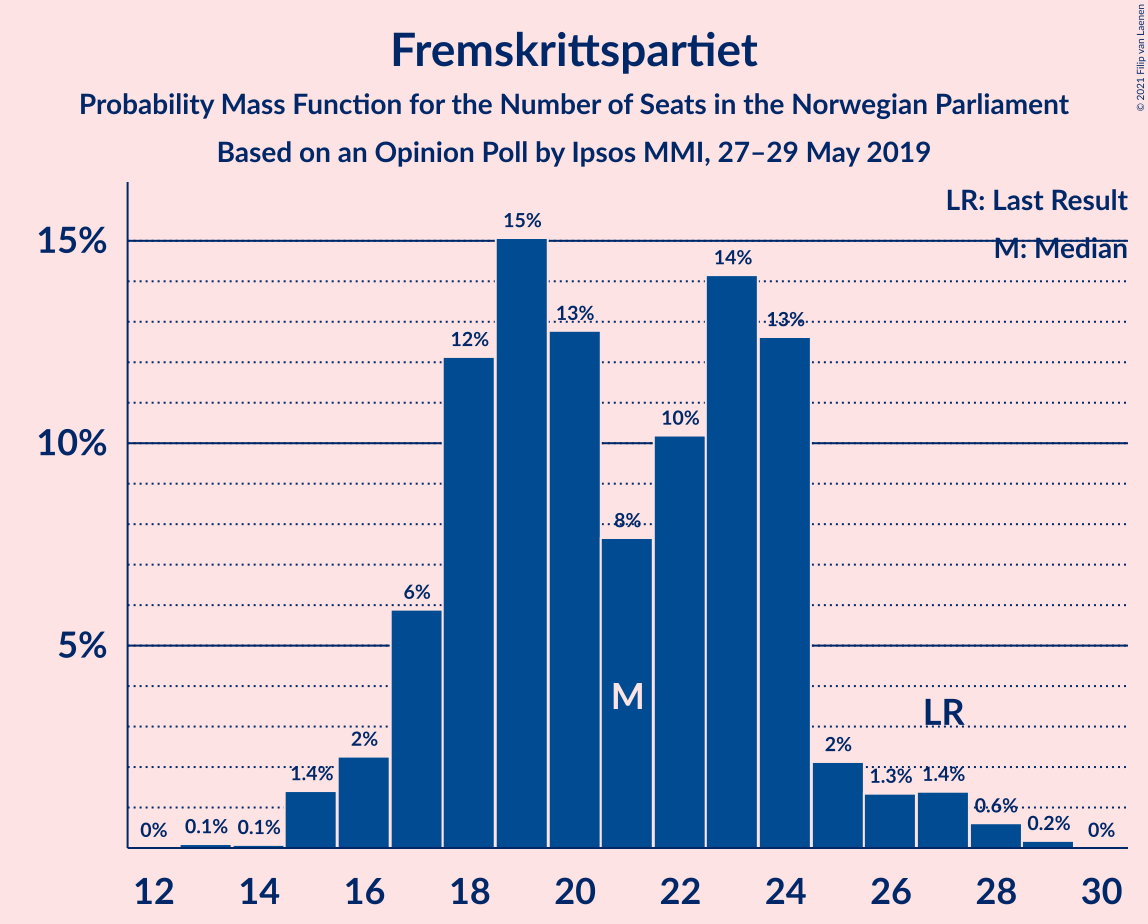 Fremskrittspartiet
Probability Mass Function for the Number of Seats in the Norwegian Parliament
Based on an Opinion Poll by Ipsos MMI, 27–29 May 2019
© 2021 Filip van Laenen
LR: Last Result
M: Median
15%
10%
5%
0%
0.1%
0.1%
1.4%
2%
6%
12%
15%
13%
8%
10%
14%
13%
2%
1.3%
1.4%
0.6%
0.2%
0%
M
LR
12 14 16 18 20 22 24 26 28 30